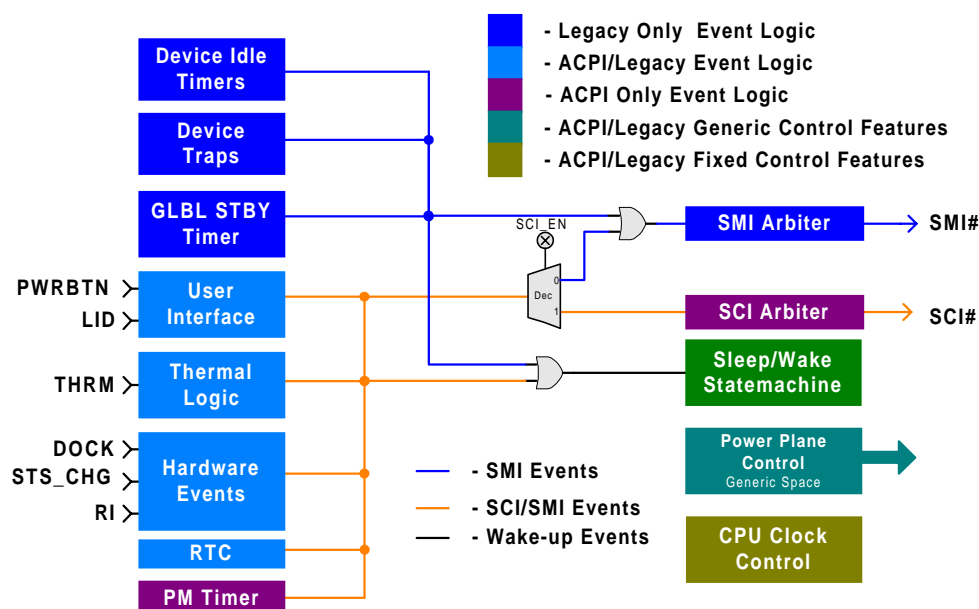 - Legacy Only Event Logic
- ACPI/Legacy Event Logic
- ACPI Only Event Logic
- ACPI/Legacy Generic Control Features
- ACPI/Legacy Fixed Control Features
Device Idle
Timers
Device
Traps
GLBL STBY
Timer
PWRBTN
LID
User
Interface
THRM
Thermal
Logic
DOCK
STS_CHG
RI
Hardware
Events
RTC
PM Timer
SCI_EN
Dec
0
1
SMI Arbiter
SMI#
SCI Arbiter
SCI#
Sleep/Wake
Statemachine
Power Plane
Control
Generic Space
CPU Clock
Control
- SMI Events
- SCI/SMI Events
- Wake-up Events